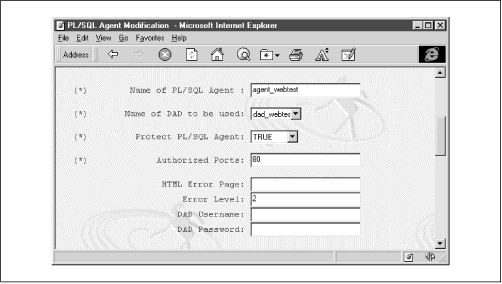 PL/SQL Agent Modification - Microsoft Internet Explorer
File Edit View Go Favorites Help
Address
(*) Name of PL/SQL Agent : agent_webtest
(*) Name of DAD to be used: dad_webtes
(*) Protect PL/SQL Agent: TRUE
(*) Authorized Ports: 80
HTML Error Page:
Error Level: 2
DAD Username:
DAD Password: